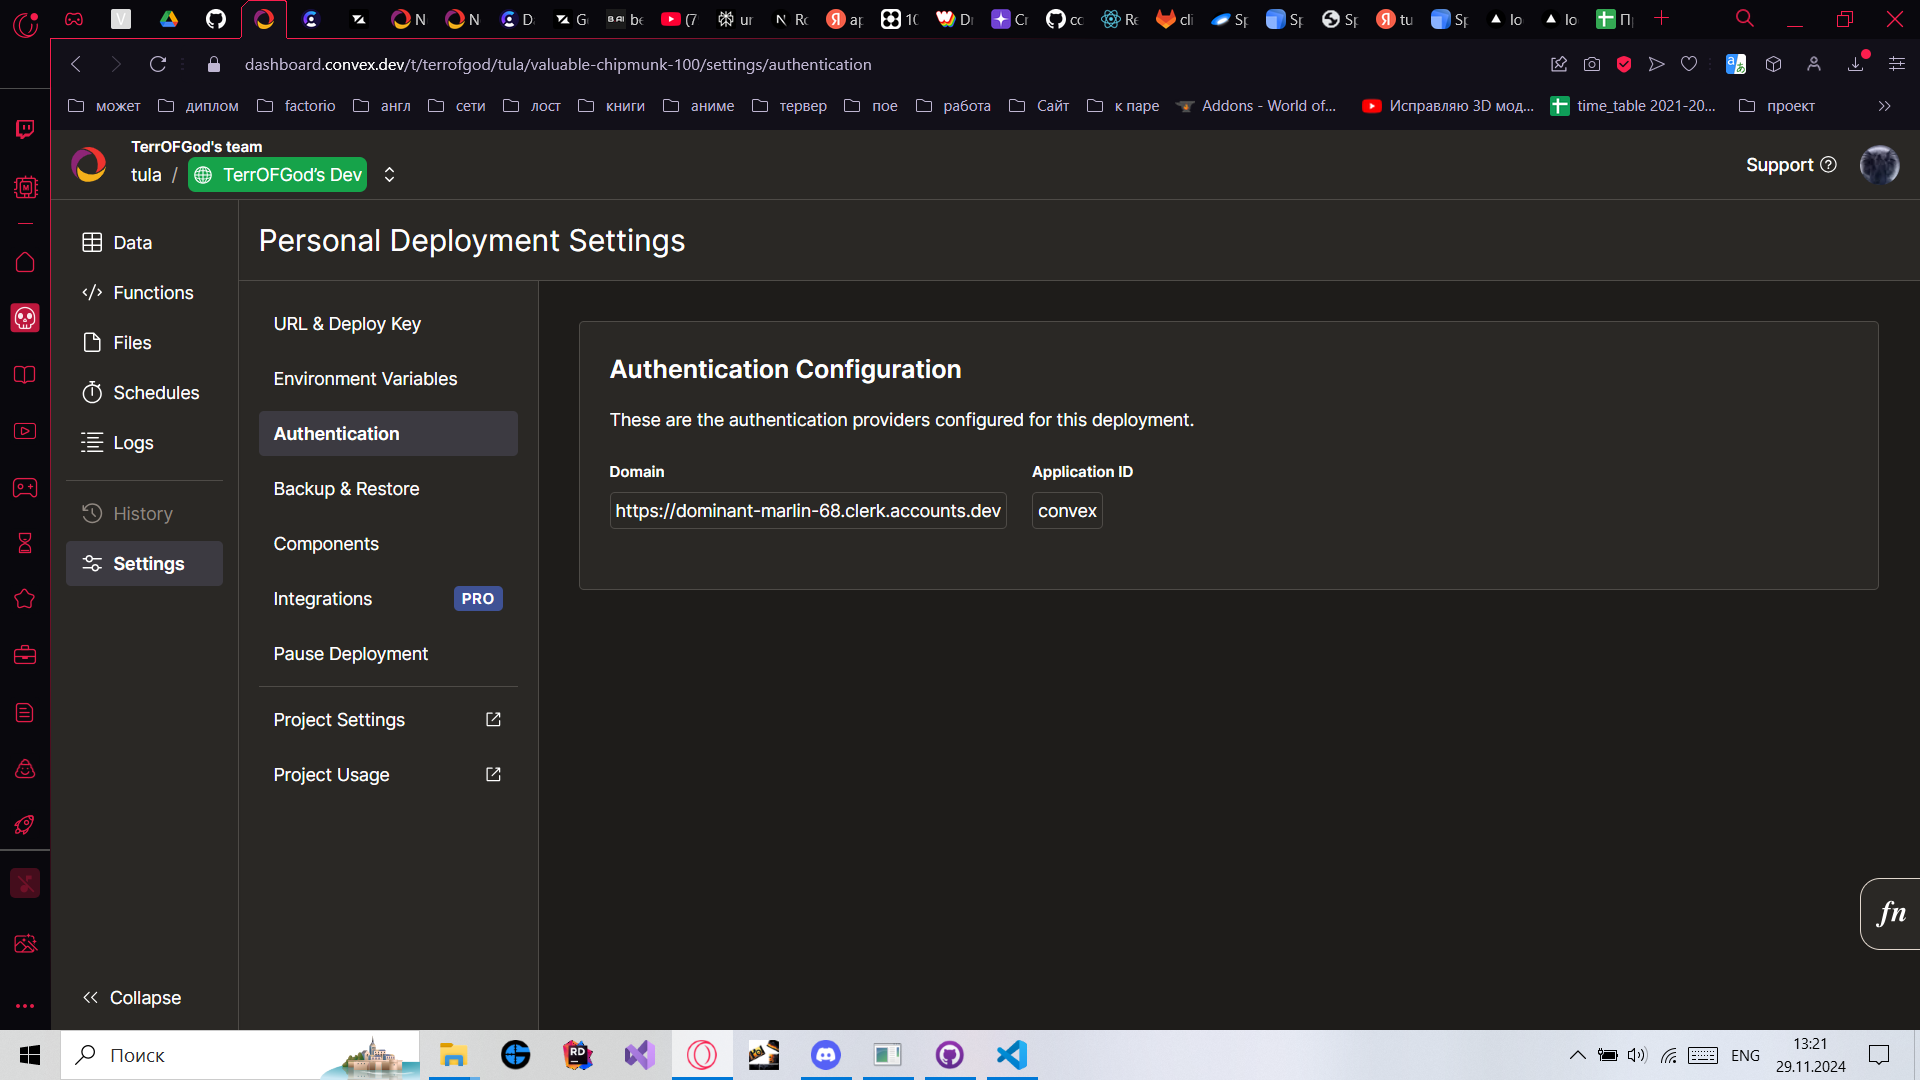 V
N
N
D
G
B AI be
(7
ur
N Ro
ap
10
Dr
Cr
cc
Re
cli
Sp
Sp
Sp
tu
Sp
lo
lo
dashboard.convex.dev/t/terrofgod/tula/valuable-chipmunk-100/settings/authentication
может
диплом
factorio
англ
сети
лост
книги
аниме
тервер
пое
работа
Сайт
к паре
Addons - World of...
Исправляю 3D мод...
time_table 2021-20...
проект
TerrOFGod's team
tula / TerrOFGod’s Dev
Support
Data
Functions
Files
Schedules
Logs
History
Settings
Collapse
Personal Deployment Settings
URL & Deploy Key
Environment Variables
Authentication
Backup & Restore
Components
Integrations PRO
Pause Deployment
Project Settings
Project Usage
Authentication Configuration
These are the authentication providers configured for this deployment.
Domain Application ID
https://dominant-marlin-68.clerk.accounts.dev convex
fn
Поиск
RD
ENG
13:21
29.11.2024